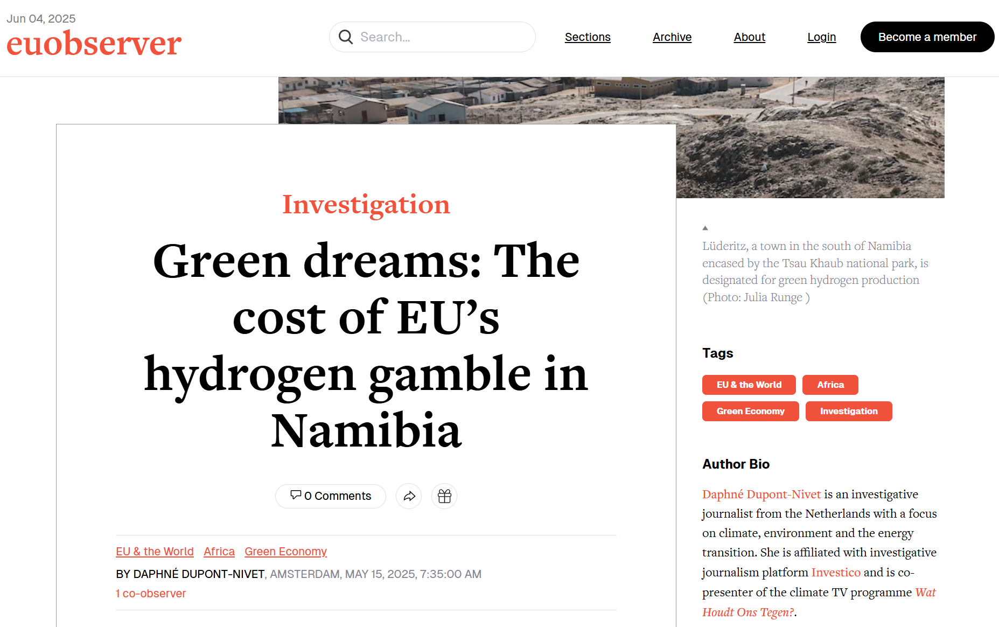 Jun 04, 2025
euobserver
Search...
Sections
Archive
About
Login
Become a member
Investigation
Green dreams: The
cost of EU’s
hydrogen gamble in
Namibia
0 Comments
EU & the World Africa Green Economy
BY DAPHNÉ DUPONT-NIVET, AMSTERDAM, MAY 15, 2025, 7:35:00 AM
1 co-observer
Lüderitz, a town in the south of Namibia
encased by the Tsau Khaub national park, is
designated for green hydrogen production
(Photo: Julia Runge )
Tags
EU & the World
Africa
Green Economy
Investigation
Author Bio
Daphné Dupont-Nivet is an investigative
journalist from the Netherlands with a focus
on climate, environment and the energy
transition. She is affiliated with investigative
journalism platform Investico and is co-
presenter of the climate TV programme Wat
Houdt Ons Tegen?.